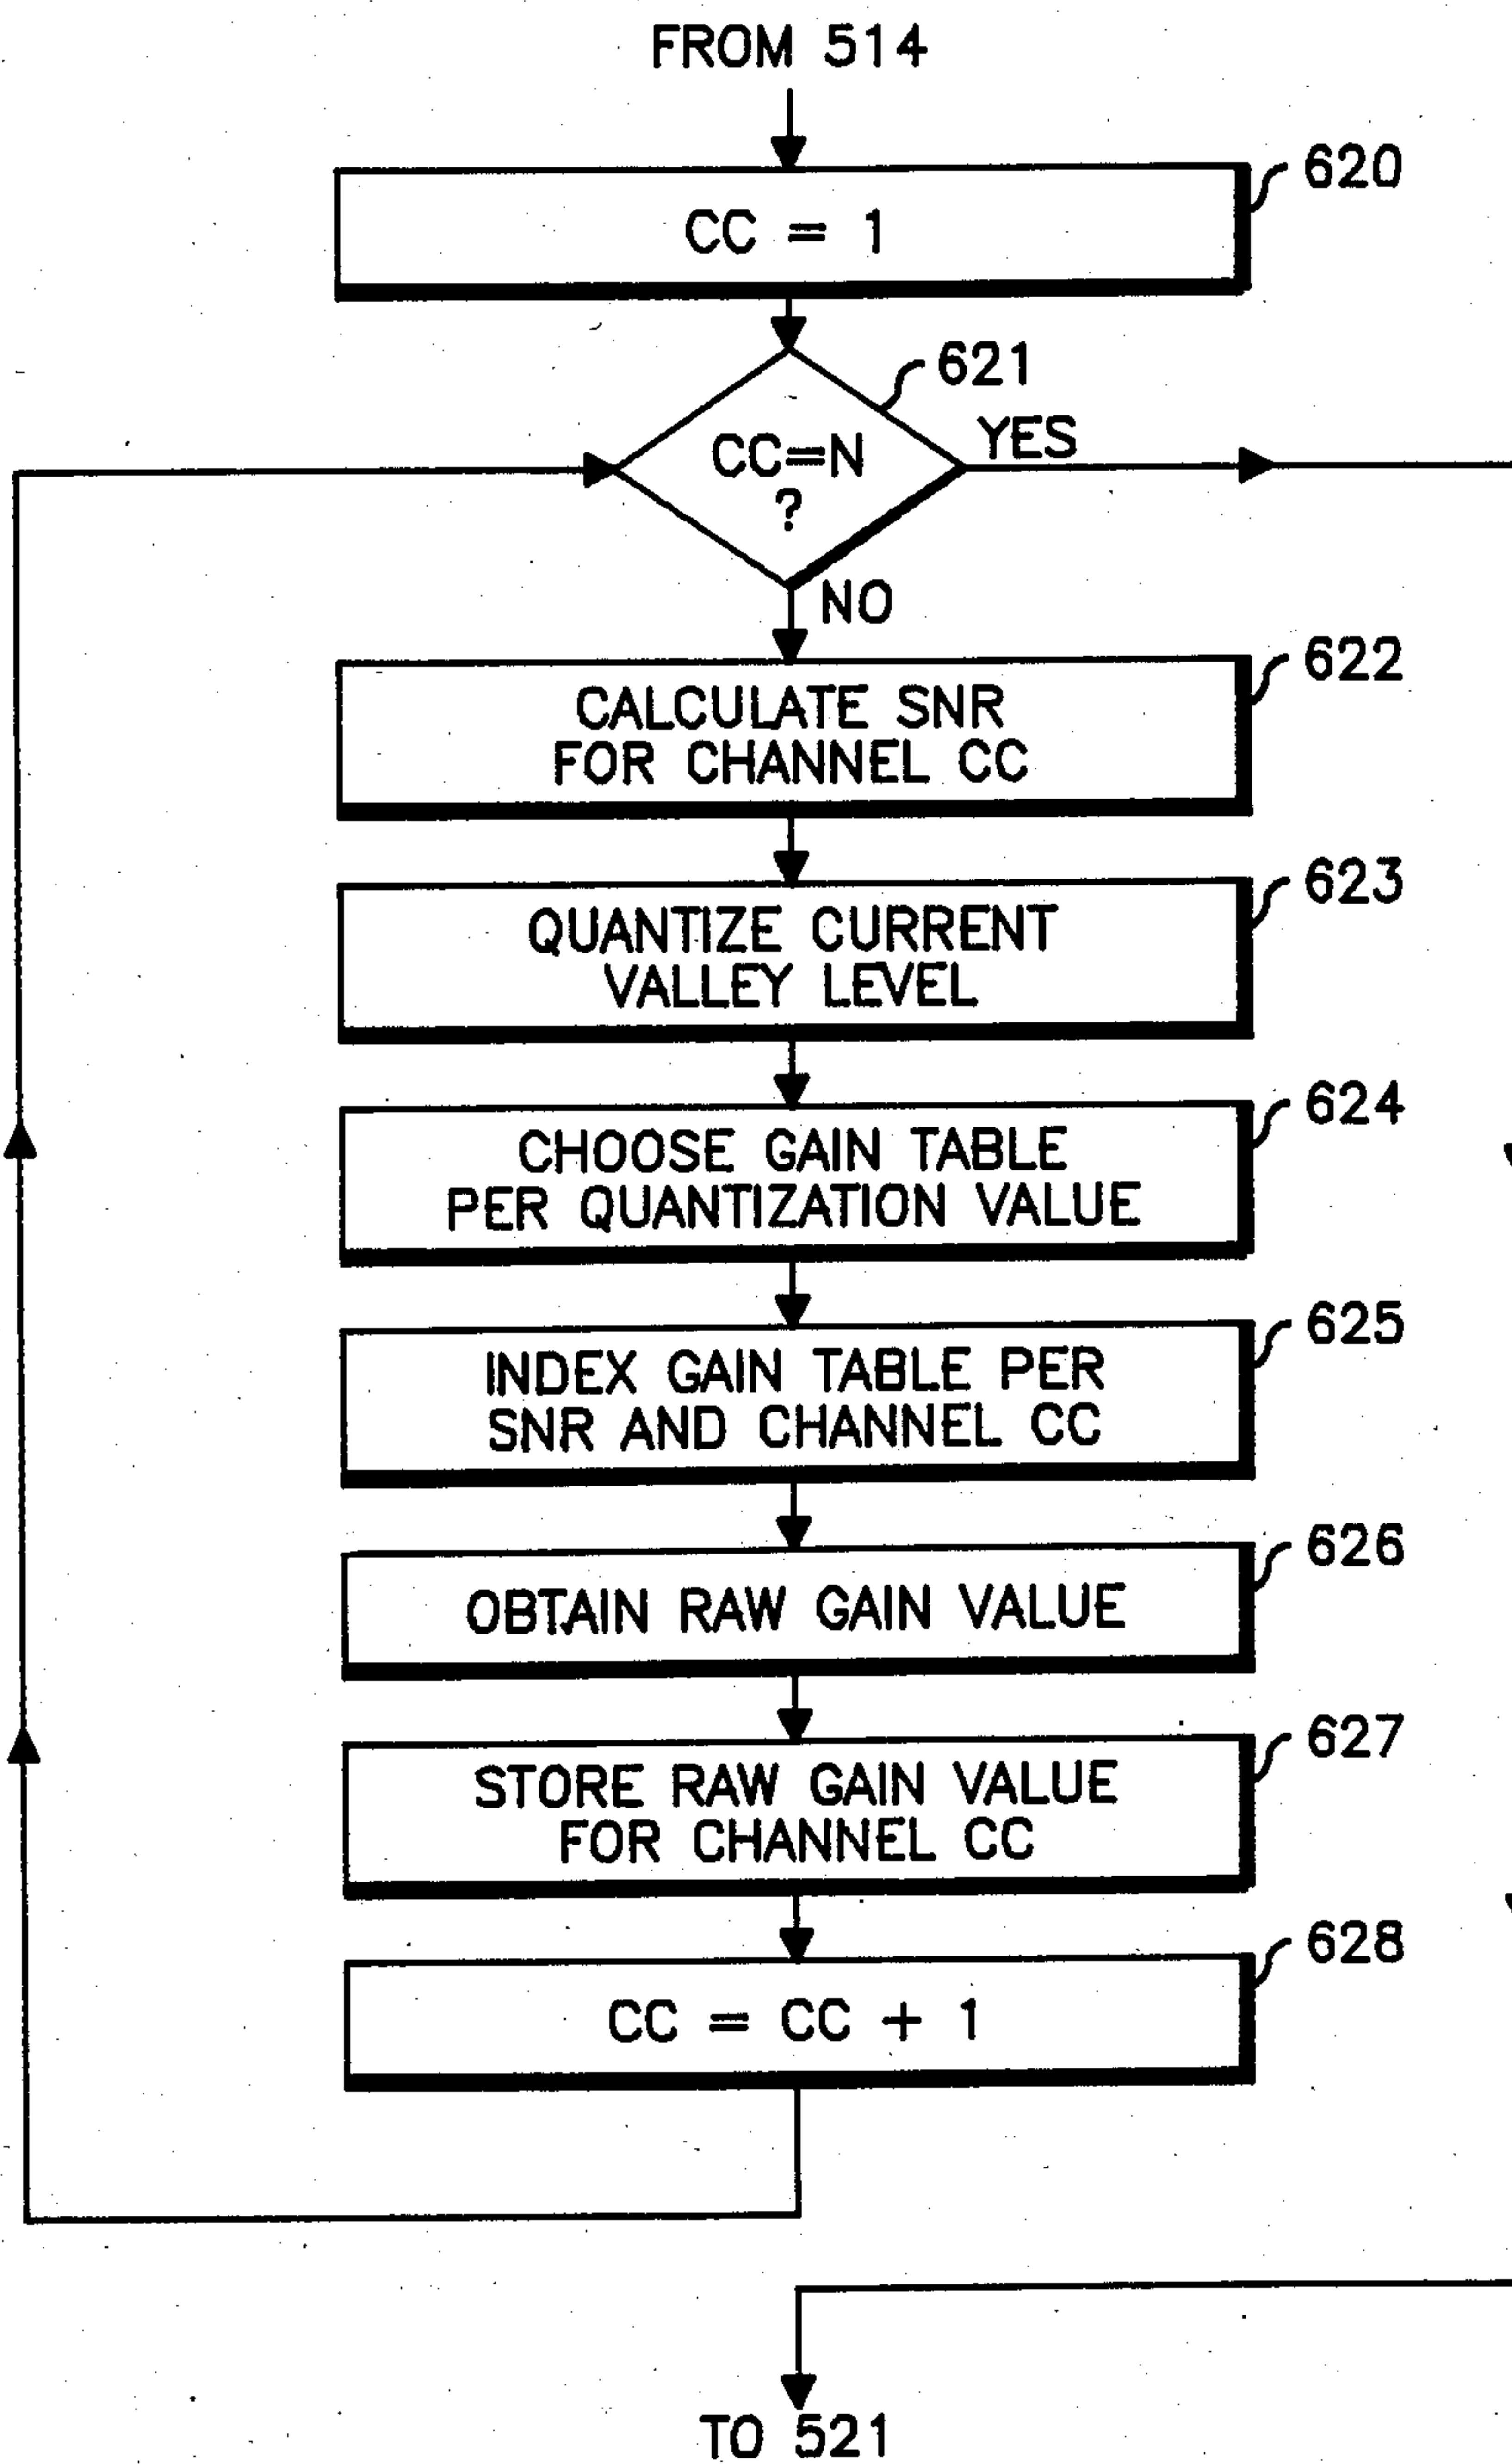 FROM 514
620
CC = 1
621
CC=N
?
YES
NO
622
CALCULATE SNR
FOR CHANNEL CC
623
QUANTIZE CURRENT
VALLEY LEVEL
624
CHOOSE GAIN TABLE
PER QUANTIZATION VALUE
625
INDEX GAIN TABLE PER
SNR AND CHANNEL CC
626
OBTAIN RAW GAIN VALUE
627
STORE RAW GAIN VALUE
FOR CHANNEL CC
628
CC = CC + 1
TO 521